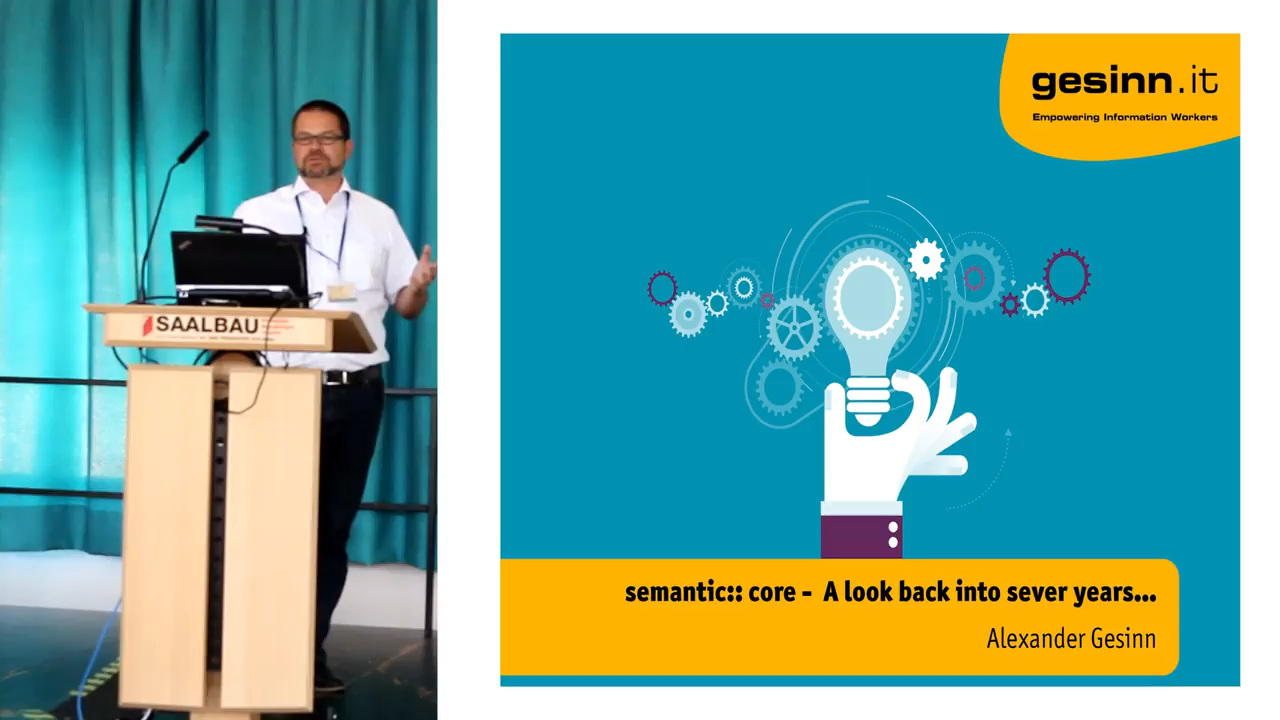 SAALBAU
gesinn.it
Empowering Information Workers
semantic:: core - A look back into sever years...
Alexander Gesinn